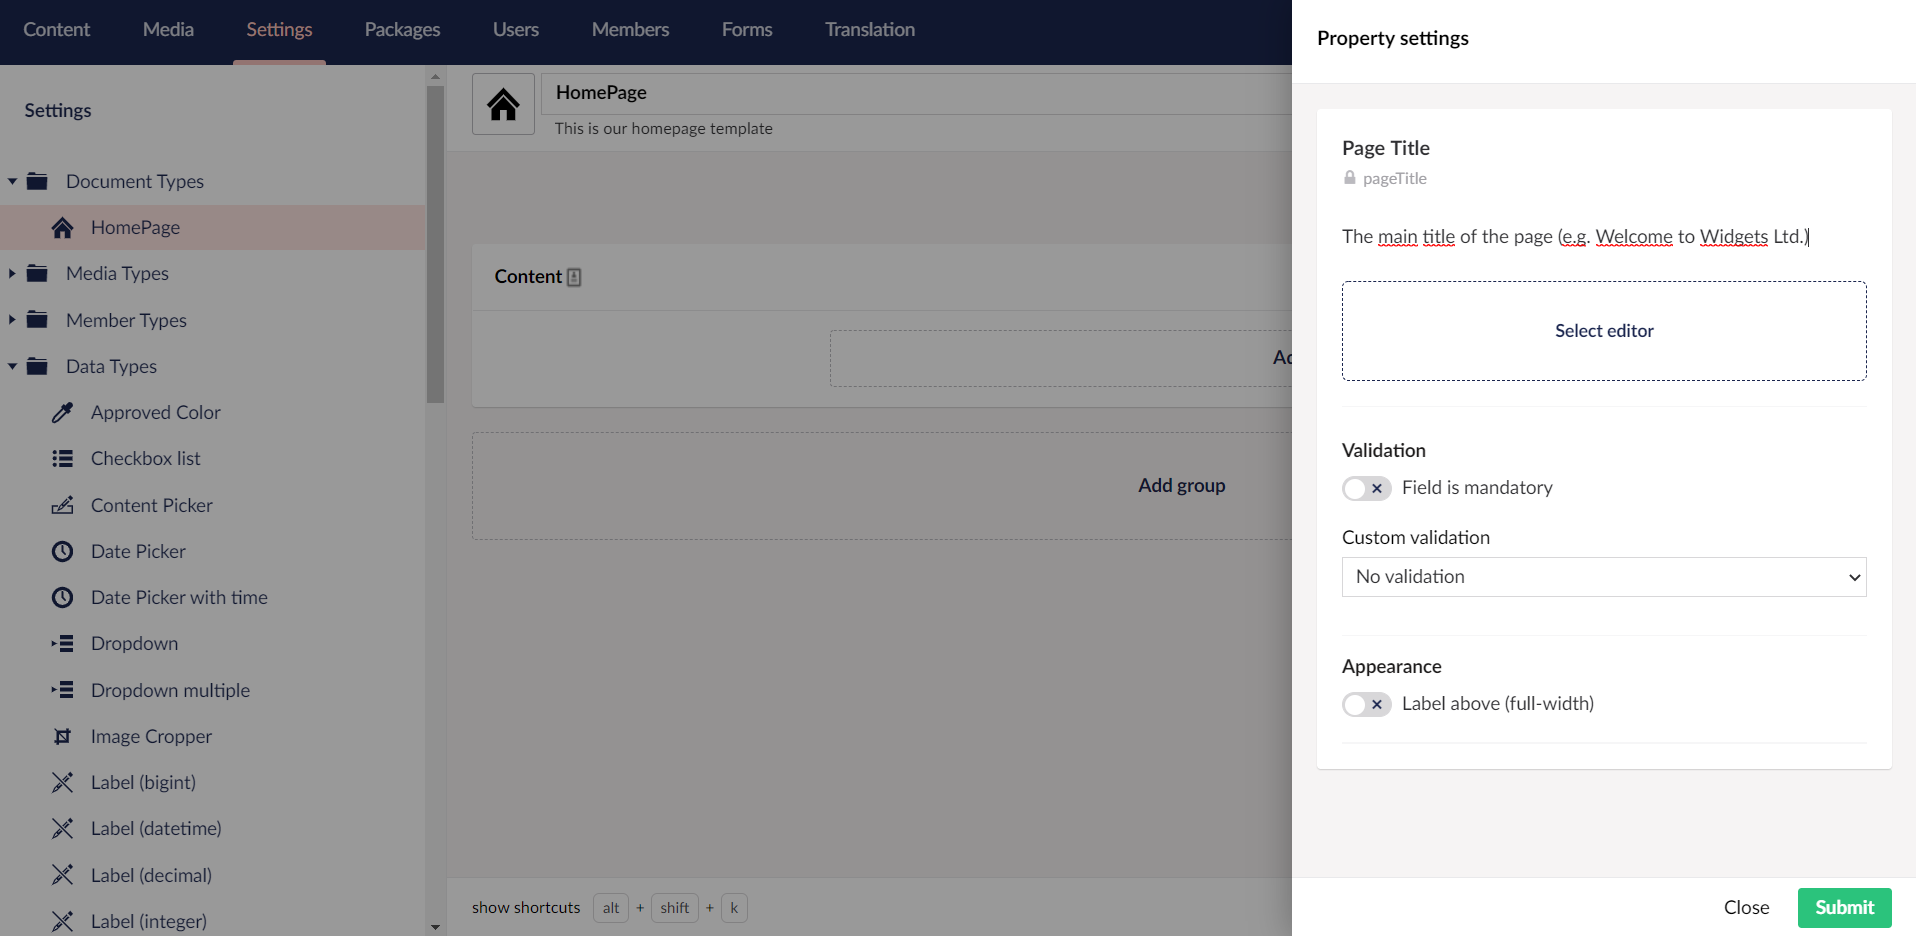 Content Media Settings Packages Users Members Forms Translation
Settings
Document Types
HomePage
Media Types
Member Types
Data Types
Approved Color
Checkbox list
Content Picker
Date Picker
Date Picker with time
Dropdown
Dropdown multiple
Image Cropper
Label (bigint)
Label (datetime)
Label (decimal)
Label (integer)
HomePage
This is our homepage template
Content
Add group
show shortcuts alt + shift + k
Property settings
Page Title
pageTitle
The main title of the page (e.g. Welcome to Widgets Ltd.)
Select editor
Validation
Field is mandatory
Custom validation
No validation
Appearance
Label above (full-width)
Close Submit